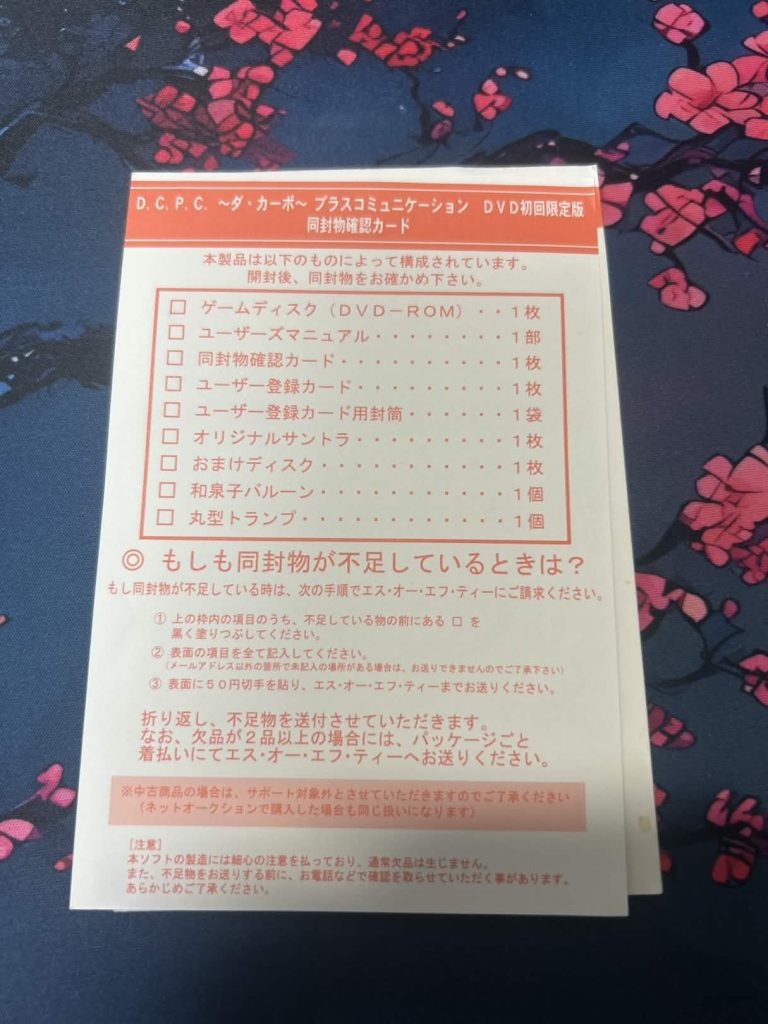 D.C.P.C. ～ダ・カーポ～ プラスコミュニケーション DVD初回限定版
同封物確認カード
本製品は以下のものによって構成されています。
開封後、同封物をお確かめ下さい。
□ ゲームディスク（DVD－ROM）・・1枚
□ ユーザーズマニュアル・・・・・・・・1部
□ 同封物確認カード・・・・・・・・・・1枚
□ ユーザー登録カード・・・・・・・・・1枚
□ ユーザー登録カード用封筒・・・・・・1袋
□ オリジナルサントラ・・・・・・・・・1枚
□ おまけディスク・・・・・・・・・・・1枚
□ 和泉子バルーン・・・・・・・・・・・1個
□ 丸型トランプ・・・・・・・・・・・・1個
◎ もしも同封物が不足しているときは？
もし同封物が不足している時は、次の手順でエス・オー・エフ・ティーにご請求ください。
① 上の枠内の項目のうち、不足している物の前にある □ を
黒く塗りつぶしてください。
② 表面の項目を全て記入してください。
（メールアドレス以外の箇所で未記入の場所がある場合は、お送りできませんのでご了承下さい）
③ 表面に50円切手を貼り、エス・オー・エフ・ティーまでお送りください。
折り返し、不足物を送付させていただきます。
なお、欠品が2品以上の場合には、パッケージごと
着払いにてエス・オー・エフ・ティーへお送りください。
※中古商品の場合は、サポート対象外とさせていただきますのでご了承ください
（ネットオークションで購入した場合も同じ扱いになります）
［注意］
本ソフトの製造には細心の注意を払っており、通常欠品は生じません。
また、不足物をお送りする前に、お電話などで確認を取らせていただく事があります。
あらかじめご了承ください。